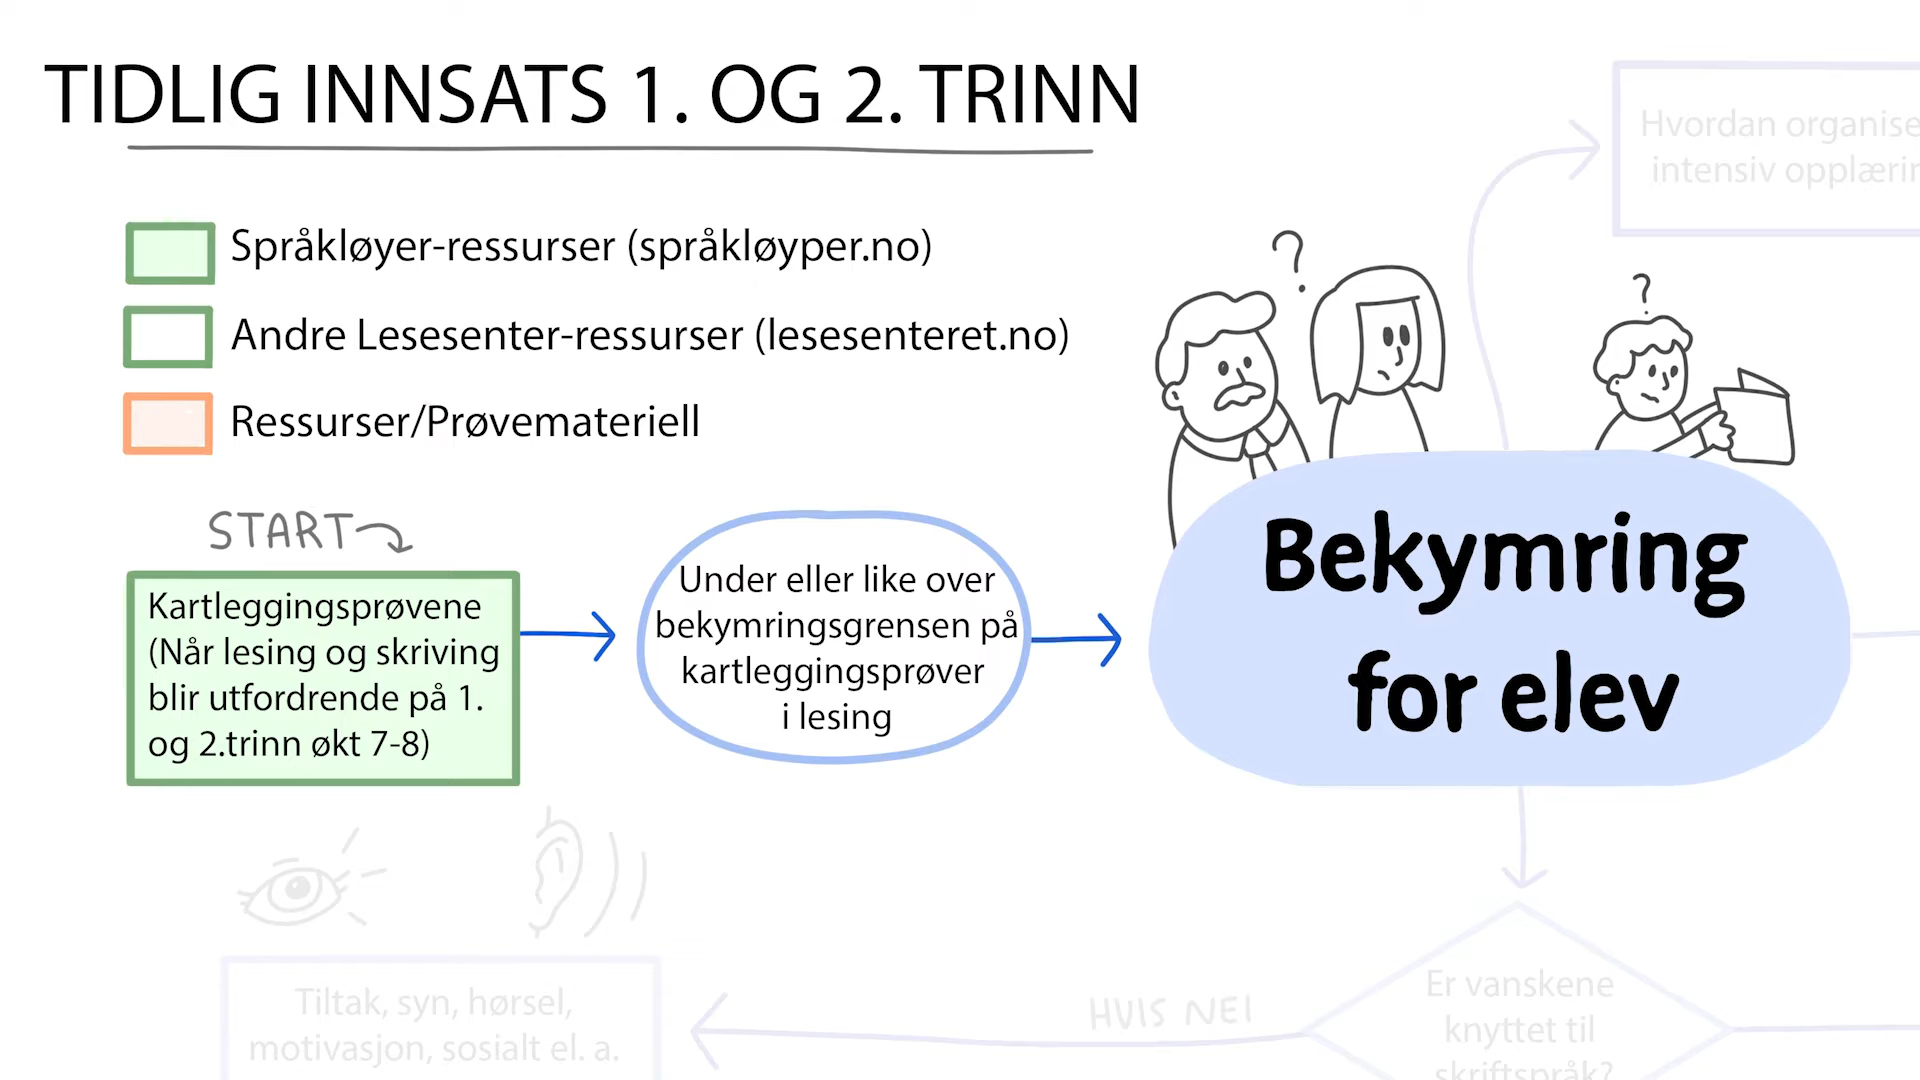 TIDLIG INNSATS 1. OG 2. TRINN
Språkløyer-ressurser (språkløyper.no)
Andre Lesesenter-ressurser (lesesenteret.no)
Ressurser/Prøvemateriell
START
Kartleggingsprøvene
(Når lesing og skriving
blir utfordrende på 1.
og 2.trinn økt 7-8)
Under eller like over
bekymringsgrensen på
kartleggingsprøver
i lesing
?
?
Bekymring
for elev
Hvordan organise
intensiv opplærin
Er vanskene
knyttet til
skriftspråk?
HVIS NEI
Tiltak, syn, hørsel,
motivasjon, sosialt el. a.